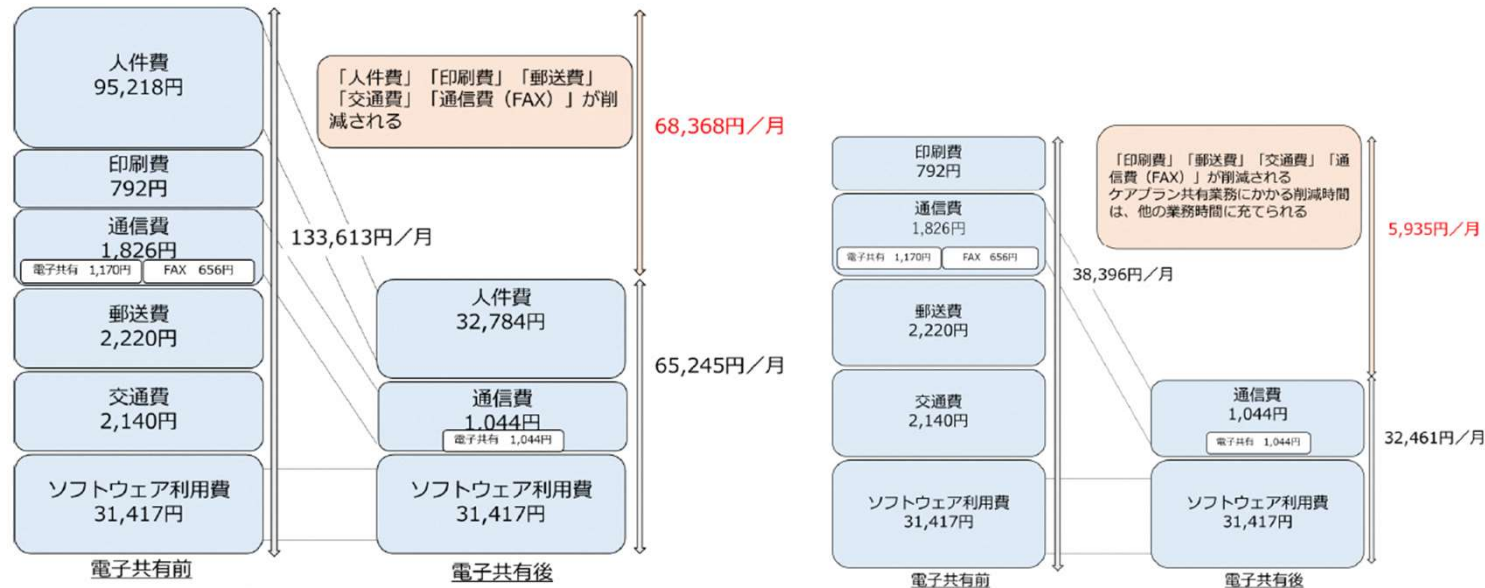 人件費
95,218円
印刷費
792円
通信費
1,826円
電子共有 1,170円
FAX 656円
郵送費
2,220円
交通費
2,140円
ソフトウェア利用費
31,417円
電子共有前
133,613円／月
「人件費」「印刷費」「郵送費」
「交通費」「通信費（FAX）」が削
減される
68,368円／月
人件費
32,784円
通信費
1,044円
電子共有 1,044円
ソフトウェア利用費
31,417円
電子共有後
65,245円／月
印刷費
792円
通信費
1,826円
電子共有 1,170円
FAX 656円
郵送費
2,220円
交通費
2,140円
ソフトウェア利用費
31,417円
電子共有前
38,396円／月
「印刷費」「郵送費」「交通費」「通
信費（FAX）」が削減される
ケアプラン共有業務にかかる削減時間
は、他の業務時間に充てられる
5,935円／月
通信費
1,044円
電子共有 1,044円
ソフトウェア利用費
31,417円
電子共有後
32,461円／月